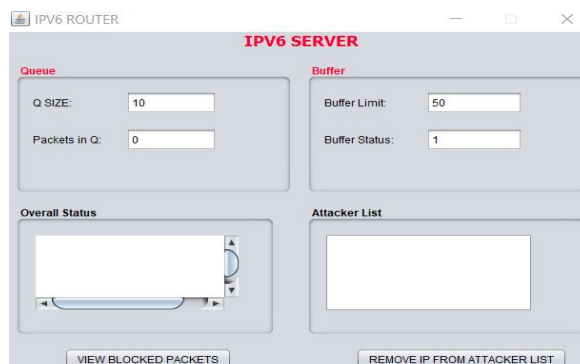 IPV6 ROUTER
IPV6 SERVER
Queue
Q SIZE: 10
Packets in Q: 0
Buffer
Buffer Limit: 50
Buffer Status: 1
Overall Status
Attacker List
VIEW BLOCKED PACKETS
REMOVE IP FROM ATTACKER LIST